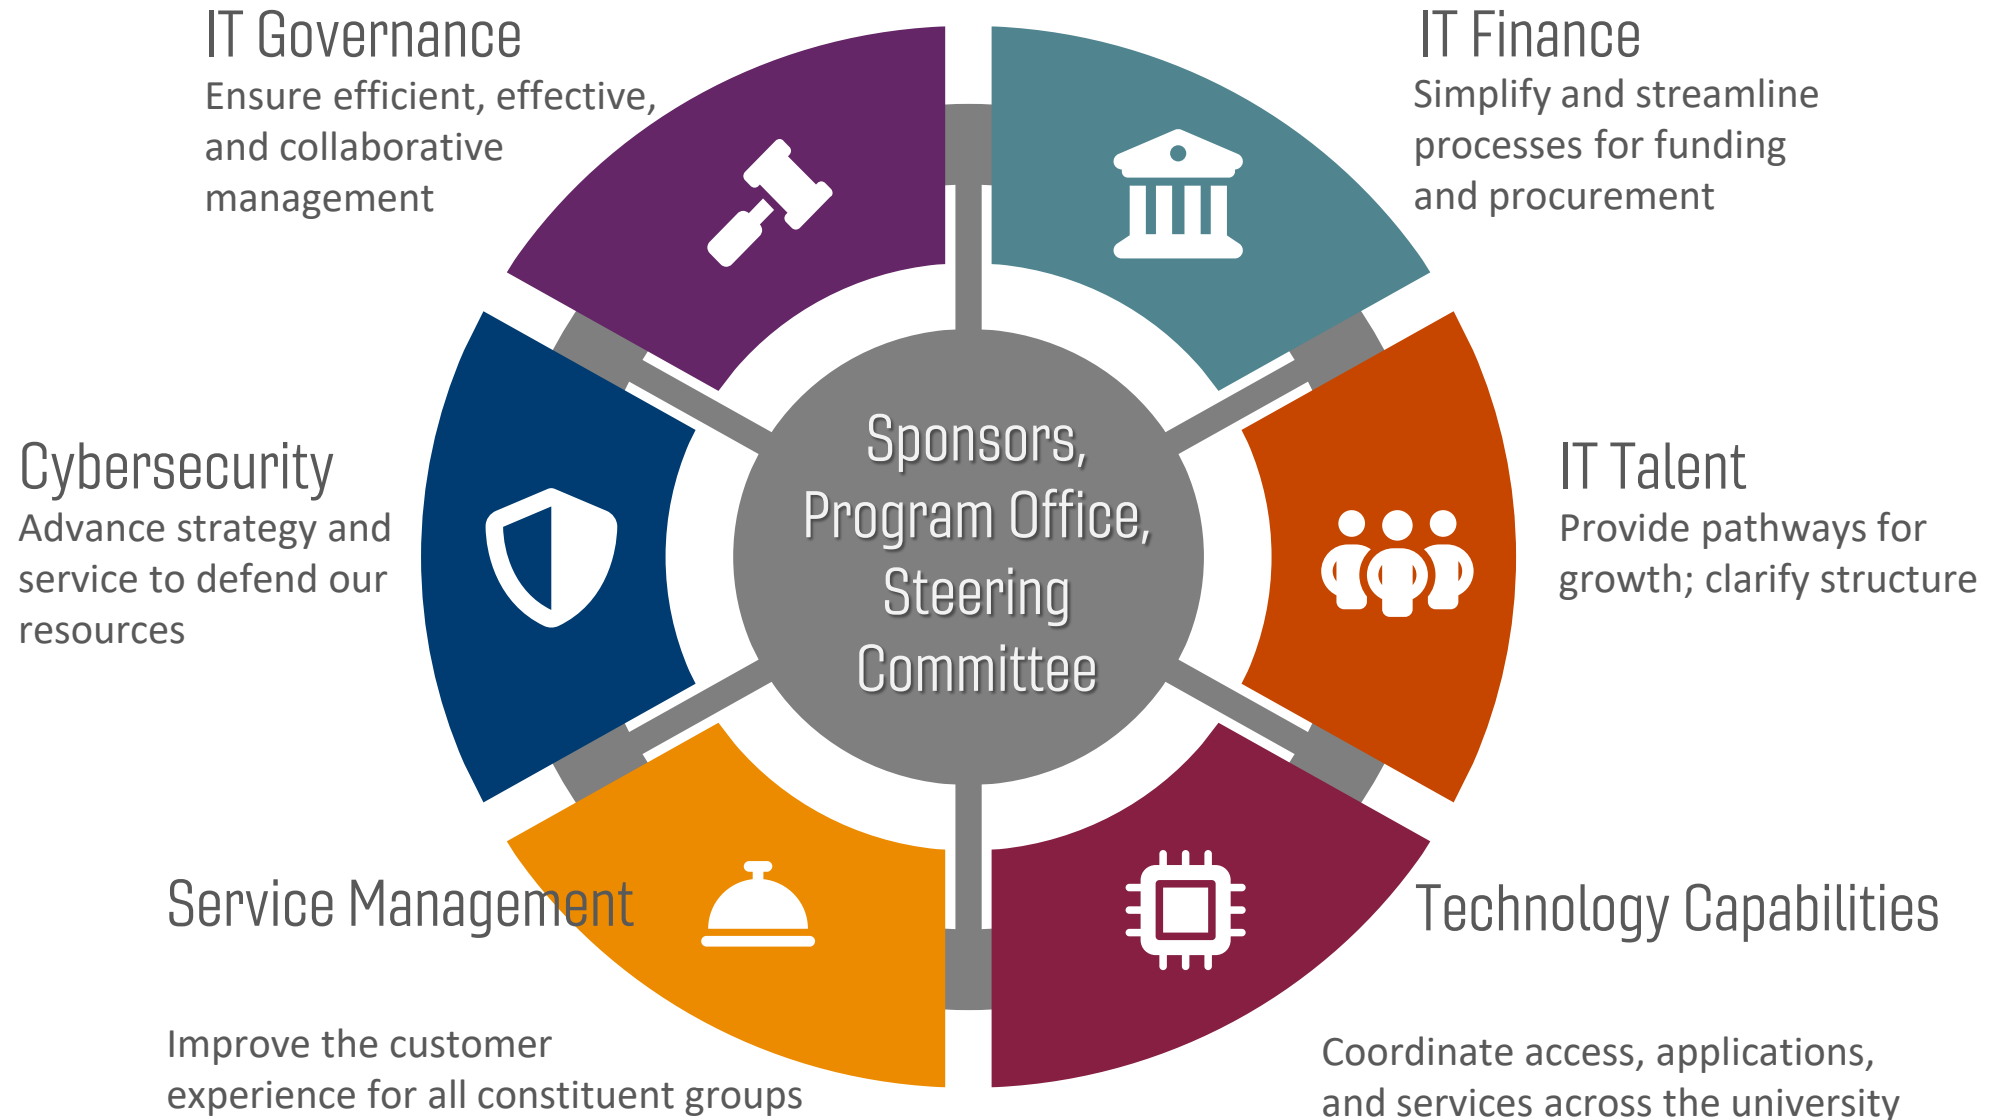 IT Governance
Ensure efficient, effective,
and collaborative
management
IT Finance
Simplify and streamline
processes for funding
and procurement
Cybersecurity
Advance strategy and
service to defend our
resources
Sponsors,
Program Office,
Steering
Committee
IT Talent
Provide pathways for
growth; clarify structure
Service Management
Improve the customer
experience for all constituent groups
Technology Capabilities
Coordinate access, applications,
and services across the university